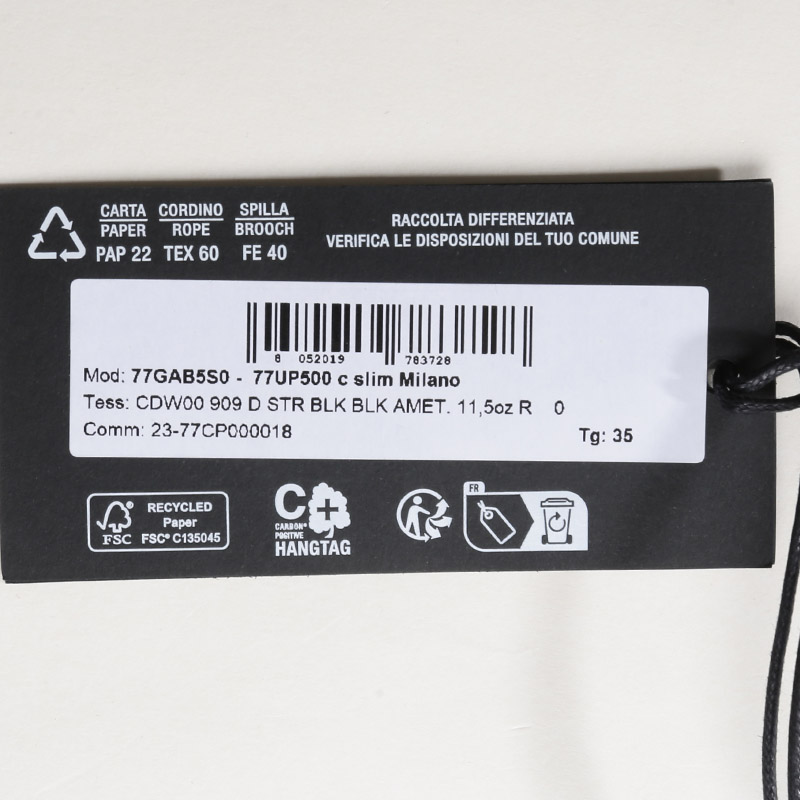 CARTA CORDINO SPILLA
PAPER ROPE BROOCH
PAP 22 TEX 60 FE 40
RACCOLTA DIFFERENZIATA
VERIFICA LE DISPOSIZIONI DEL TUO COMUNE
8 052019 783728
Mod: 77GAB5S0 - 77UP500 c slim Milano
Tess: CDW00 909 D STR BLK BLK AMET. 11,5oz R 0
Comm: 23-77CP000018
Tg: 35
FSC
RECYCLED
Paper
FSC® C135045
C+
CARBON®
POSITIVE
HANGTAG
FR